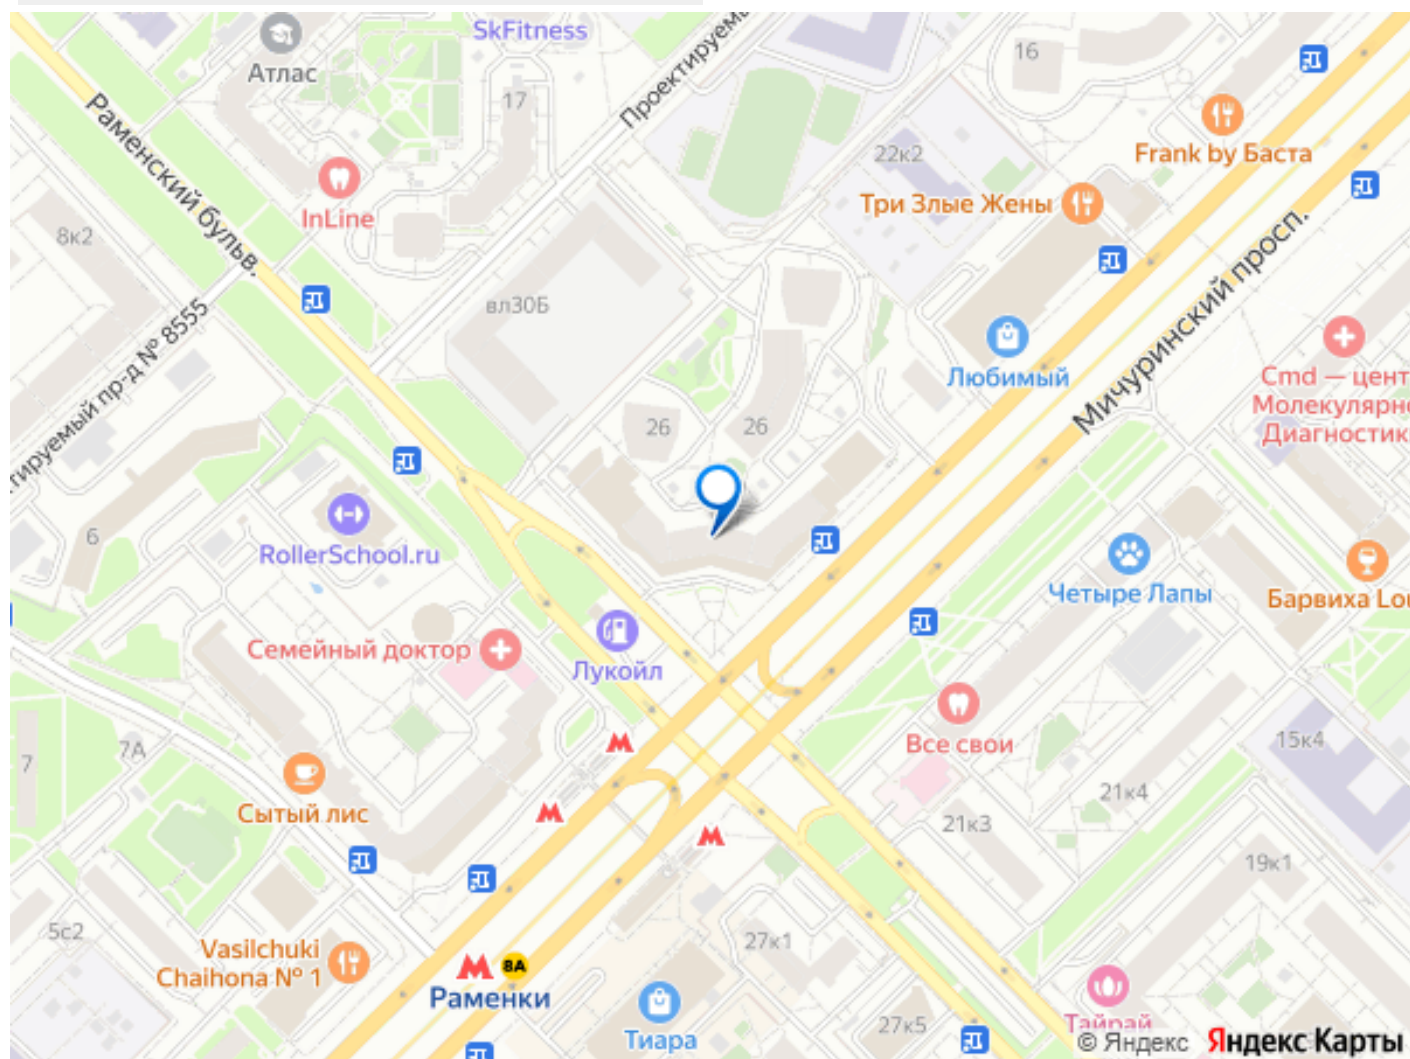 SkFitness
Атлас
Проектируем
16
17
Раменский бульв.
Frank by Баста
22к2
InLine
Три Злые Жены
8к2
вл30Б
Мичуринский просп.
тируемый пр-д № 8555
Любимый
Cmd — цент
Молекулярно
Диагностик
26
26
6
RollerSchool.ru
Четыре Лапы
Барвиха Lou
Семейный доктор
Лукойл
7
7А
Все свои
15к4
Сытый лис
21к4
21к3
19к1
5с2
Vasilchuki
Chaihona № 1
27к1
8А
Раменки
Тиара
27к5
Тайрай
© Яндекс Яндекс Карты